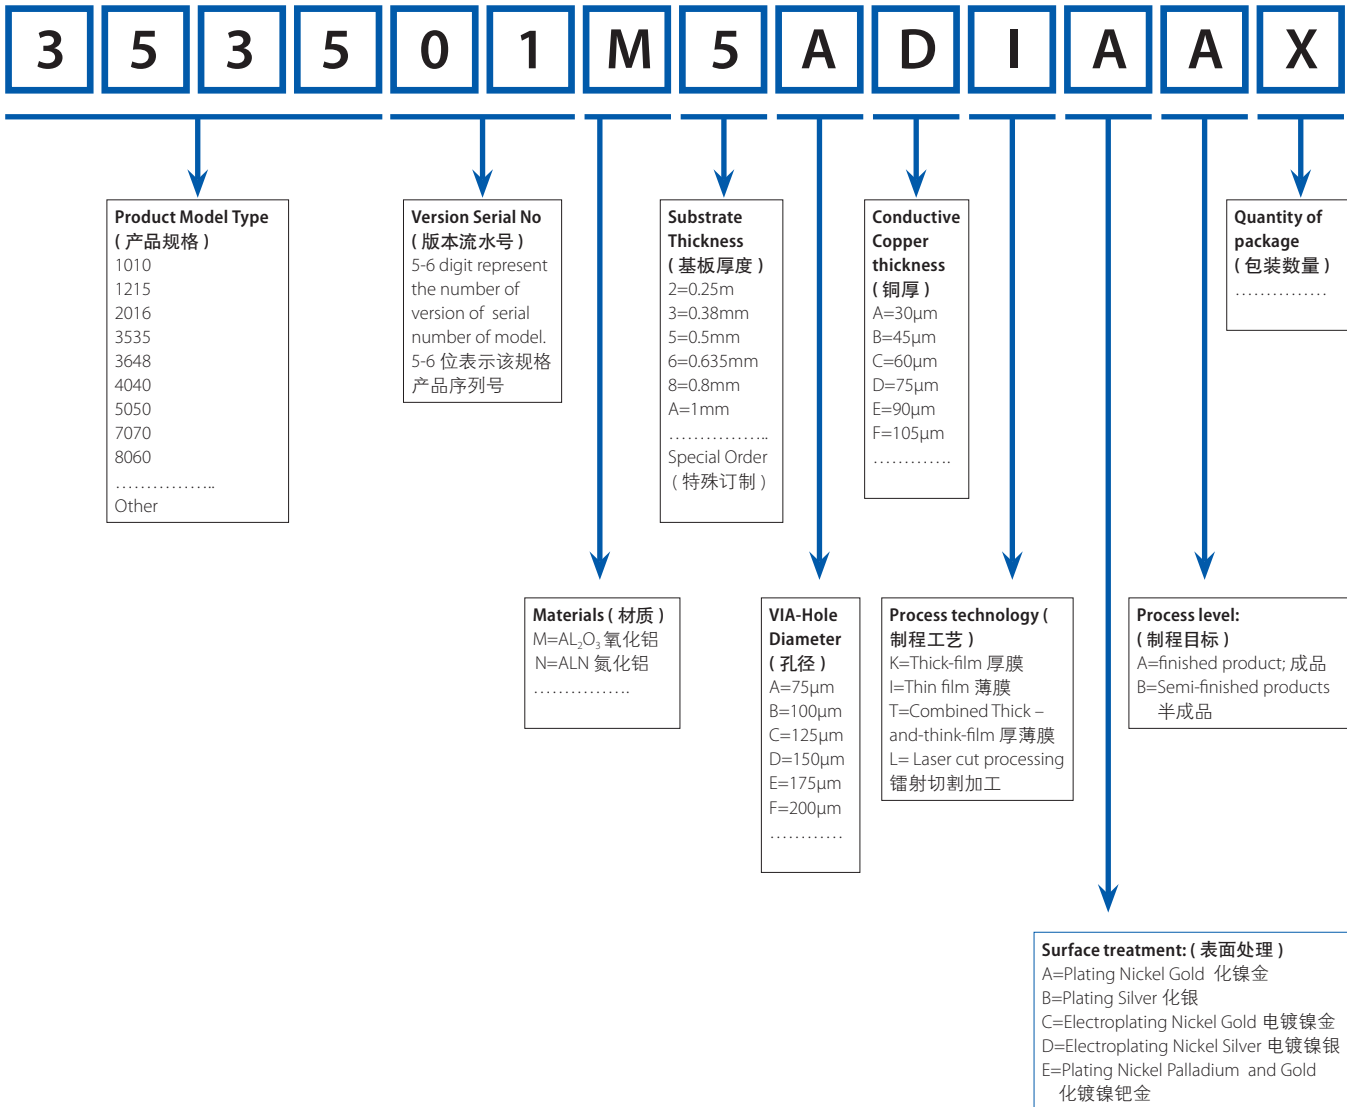 3 5 3 5 0 1 M 5 A D I A A X
Product Model Type
( 产品规格 )
1010
1215
2016
3535
3648
4040
5050
7070
8060
……………..
Other
Version Serial No
( 版本流水号 )
5-6 digit represent
the number of
version of serial
number of model.
5-6 位表示该规格
产品序列号
Substrate
Thickness
( 基板厚度 )
2=0.25m
3=0.38mm
5=0.5mm
6=0.635mm
8=0.8mm
A=1mm
……………..
Special Order
( 特殊订制 )
Conductive
Copper
thickness
( 铜厚 )
A=30μm
B=45μm
C=60μm
D=75μm
E=90μm
F=105μm
………….
Quantity of
package
( 包装数量 )
……………
Materials ( 材质 )
M=AL₂O₃ 氧化铝
N=ALN 氮化铝
…………….
VIA-Hole
Diameter
( 孔径 )
A=75μm
B=100μm
C=125μm
D=150μm
E=175μm
F=200μm
…………
Process technology (
制程工艺 )
K=Thick-film 厚膜
I=Thin film 薄膜
T=Combined Thick –
and-think-film 厚薄膜
L= Laser cut processing
镭射切割加工
Process level:
( 制程目标 )
A=finished product; 成品
B=Semi-finished products
半成品
Surface treatment: ( 表面处理 )
A=Plating Nickel Gold 化镍金
B=Plating Silver 化银
C=Electroplating Nickel Gold 电镀镍金
D=Electroplating Nickel Silver 电镀镍银
E=Plating Nickel Palladium and Gold
化镀镍钯金